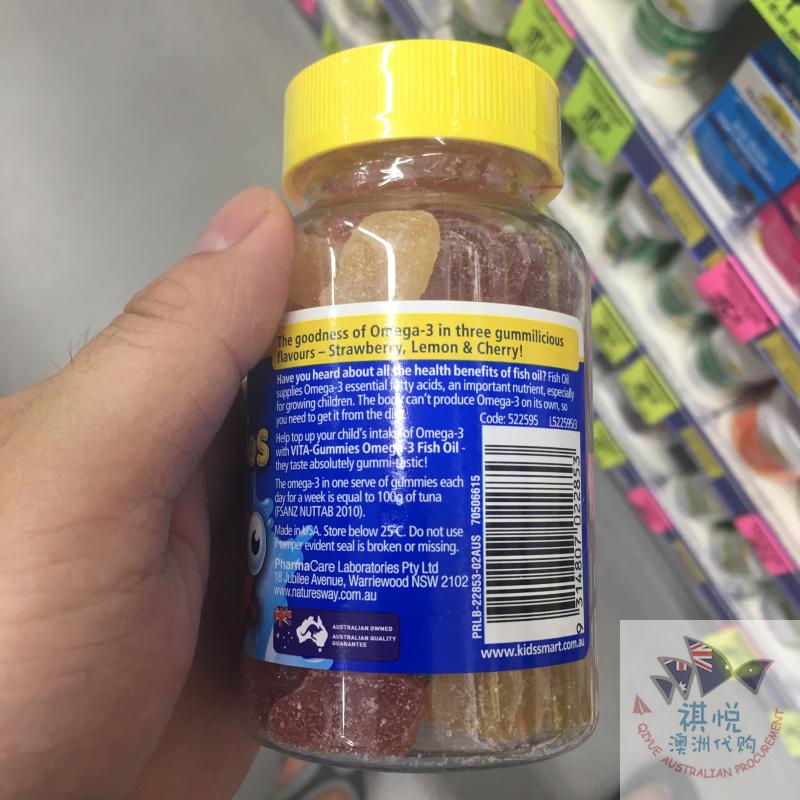 The goodness of Omega-3 in three gummilicious
flavours – Strawberry, Lemon & Cherry!
Have you heard about all the health benefits of fish oil? Fish Oil
supplies Omega-3 essential fatty acids, an important nutrient, especially
for growing children. The body can't produce Omega-3 on its own, so
you need to get it from the diet.
Code: 522595 L522595I3
Help top up your child's intake of Omega-3
with VITA-Gummies Omega-3 Fish Oil -
they taste absolutely gummi-tastic!
The omega-3 in one serve of gummies each
day for a week is equal to 100g of tuna
(FSANZ NUTTAB 2010).
Made in USA. Store below 25°C. Do not use
if tamper evident seal is broken or missing.
PharmaCare Laboratories Pty Ltd
18 Jubilee Avenue, Warriewood NSW 2102
www.naturesway.com.au
AUSTRALIAN OWNED
AUSTRALIAN QUALITY
GUARANTEE
PRLB-22853-02AUS 70506615
9 314807 022853
www.kidssmart.com.au
祺悦
澳洲代购
QIYUE AUSTRALIAN PROCUREMENT